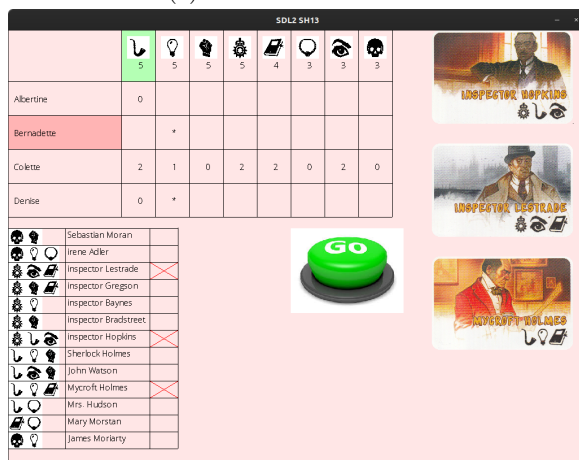 SDL2 SH13
5 5 5 5 4 3 3 3
Albertine 0
Bernadette *
Colette 2 1 0 2 2 0 2 0
Denise 0 *
Sebastian Moran
irene Adler
inspector Lestrade
inspector Gregson
inspector Baynes
inspector Bradstreet
inspector Hopkins
Sherlock Holmes
John Watson
Mycroft Holmes
Mrs. Hudson
Mary Morstan
James Moriarty
Go
INSPECTOR HOPKINS
INSPECTOR LESTRADE
MYCROFT HOLMES